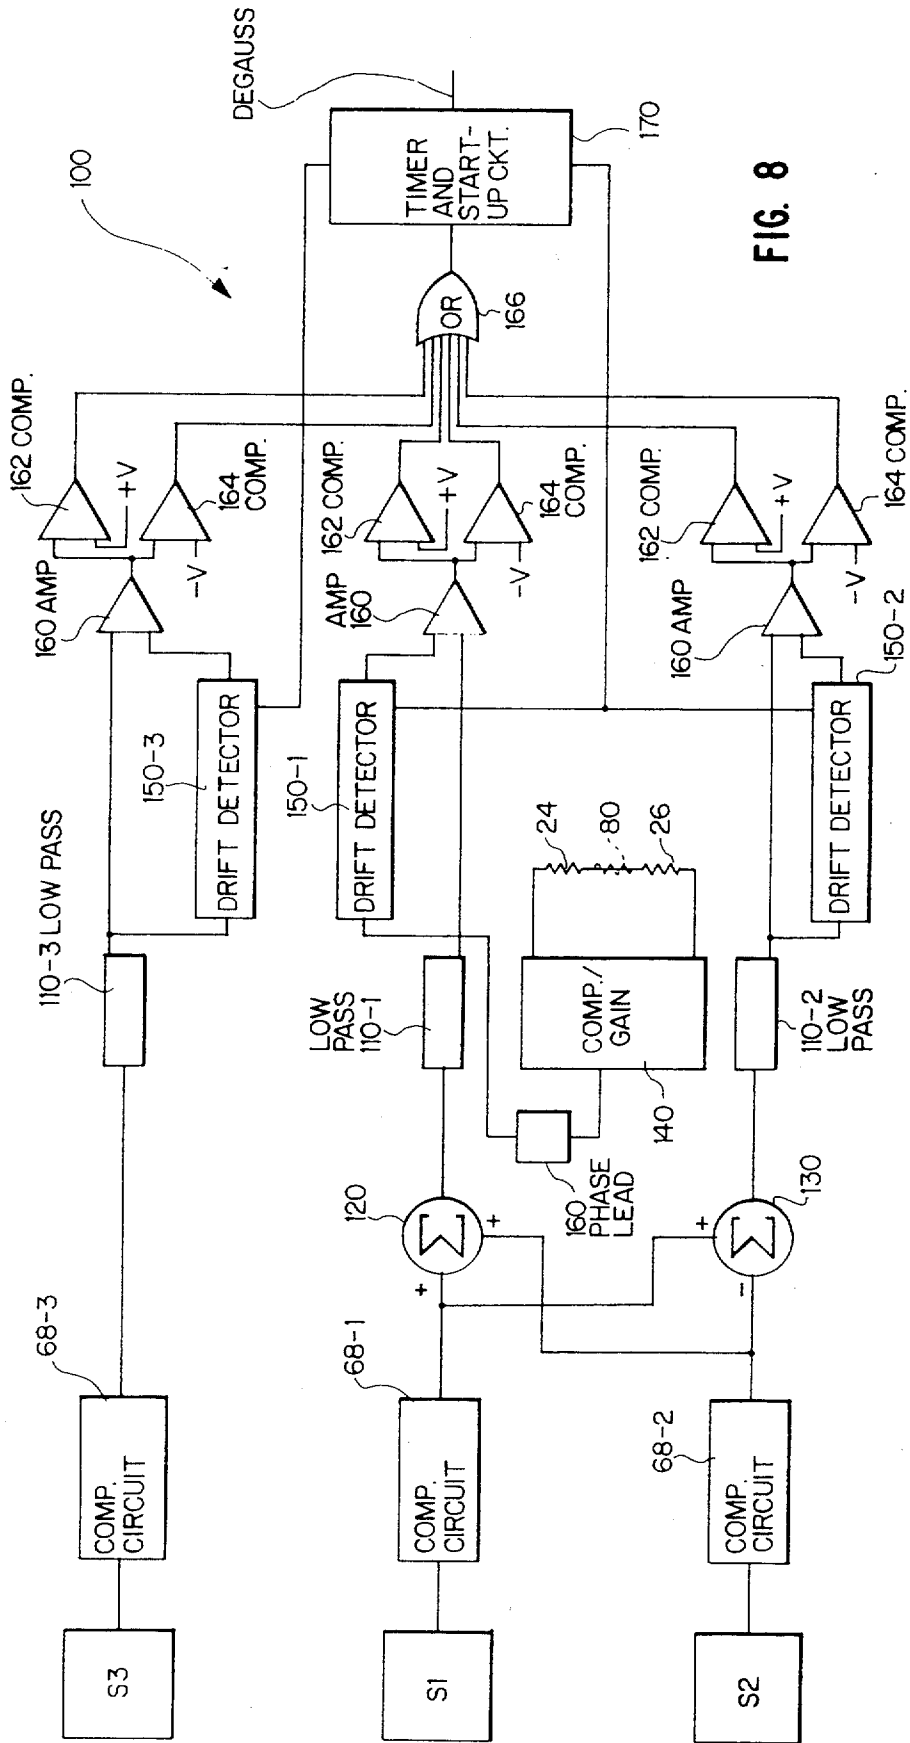 100
DEGAUSS
TIMER
AND
START-
UP CKT.
170
OR
166
FIG. 8
162 COMP.
+V
164
COMP.
-V
160 AMP
150-3
DRIFT DETECTOR
110-3 LOW PASS
68-3
COMP.
CIRCUIT
S3
162 COMP.
+V
164 COMP.
-V
AMP
160
150-1
DRIFT DETECTOR
LOW
PASS
110-1
24
80
26
COMP./
GAIN
140
160
PHASE
LEAD
120
Σ
+
+
68-1
COMP.
CIRCUIT
S1
162 COMP.
+V
164 COMP.
-V
160 AMP
150-2
DRIFT DETECTOR
110-2
LOW
PASS
130
Σ
+
-
68-2
COMP.
CIRCUIT
S2